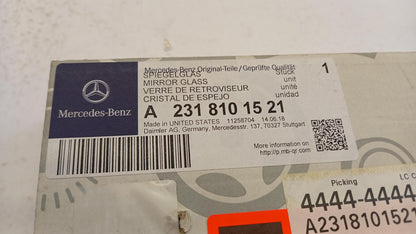 Mercedes-Benz Original-Teile / Geprüfte Qualität
SPIEGELGLAS Stück
MIRROR GLASS unit
VERRE DE RETROVISEUR unité
CRISTAL DE ESPEJO unidad
1
Mercedes-Benz
A 231 810 15 21
Made in UNITED STATES 11258704 14.06.18
Daimler AG, Germany, Mercedesstr. 137, 70327 Stuttgart
More information on
http://p.mb-qr.com
Picking
LC C
4444-4444
A2318101521